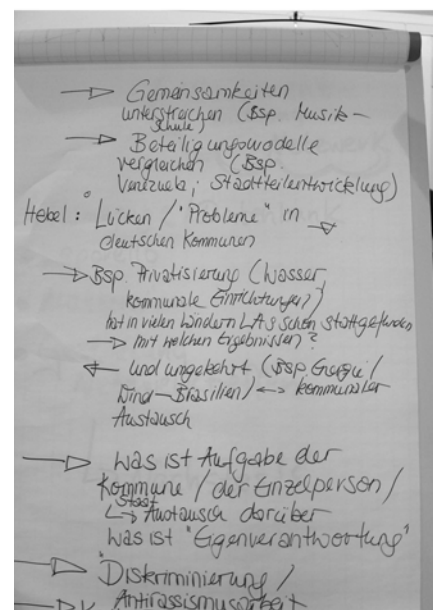 → Gemeinsamkeiten
unterstreichen (Bsp. Musik-
schule)
→ Beteiligungsmodelle
vergleichen (Bsp.
Venezuela; Stadtteilentwicklung)
Hebel: Lücken / "Probleme" in
deutschen Kommunen →
→ Bsp. Privatisierung (Wasser,
kommunale Einrichtungen)
hat in vielen Ländern LAs schon stattgefunden
→ mit welchen Ergebnissen?
← und umgekehrt (Bsp. Energie/
Wind-Brasilien) <-> kommunaler
Austausch
→ Was ist Aufgabe der
Kommune / der Einzelperson /
Staat
↳ Austausch darüber
was ist "Eigenverantwortung"
→ "Diskriminierung /
→ Antirassismusarbeit